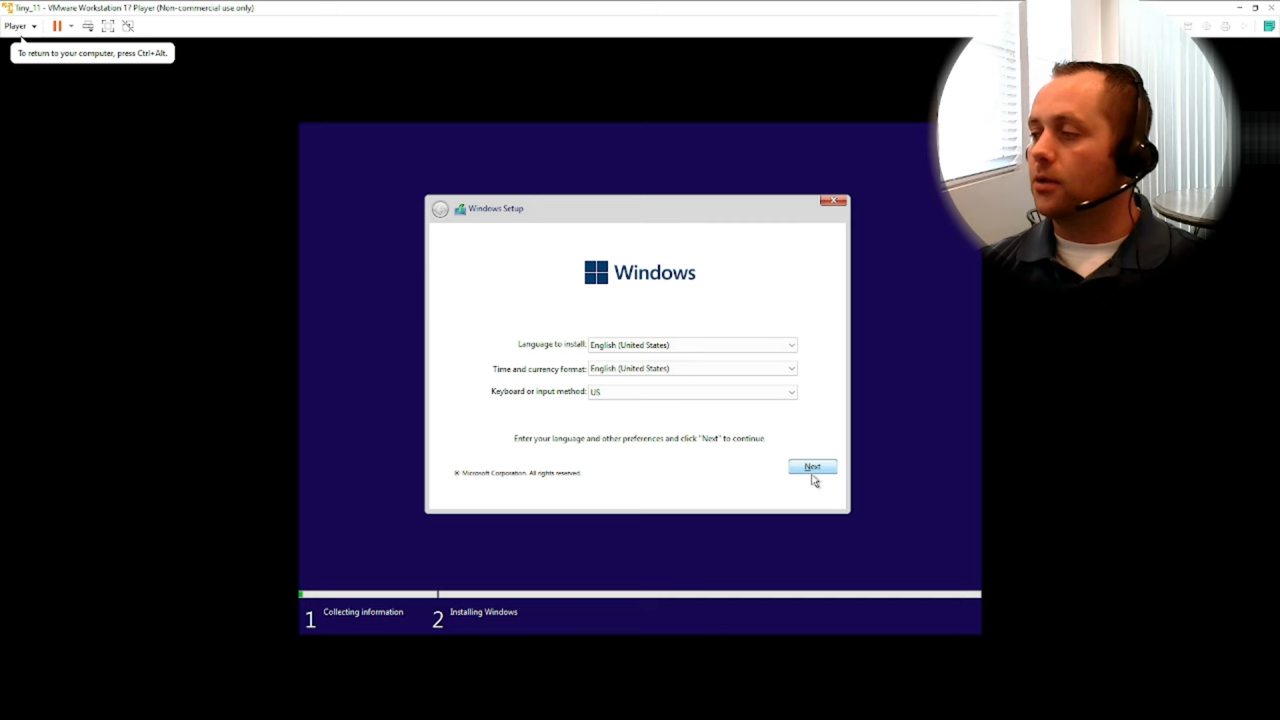 Tiny_11 - VMware Workstation 17 Player (Non-commercial use only)
Player
To return to your computer, press Ctrl+Alt.
Windows Setup
Windows
Language to install: English (United States)
Time and currency format: English (United States)
Keyboard or input method: US
Enter your language and other preferences and click "Next" to continue.
© Microsoft Corporation. All rights reserved.
Next
1 Collecting information
2 Installing Windows